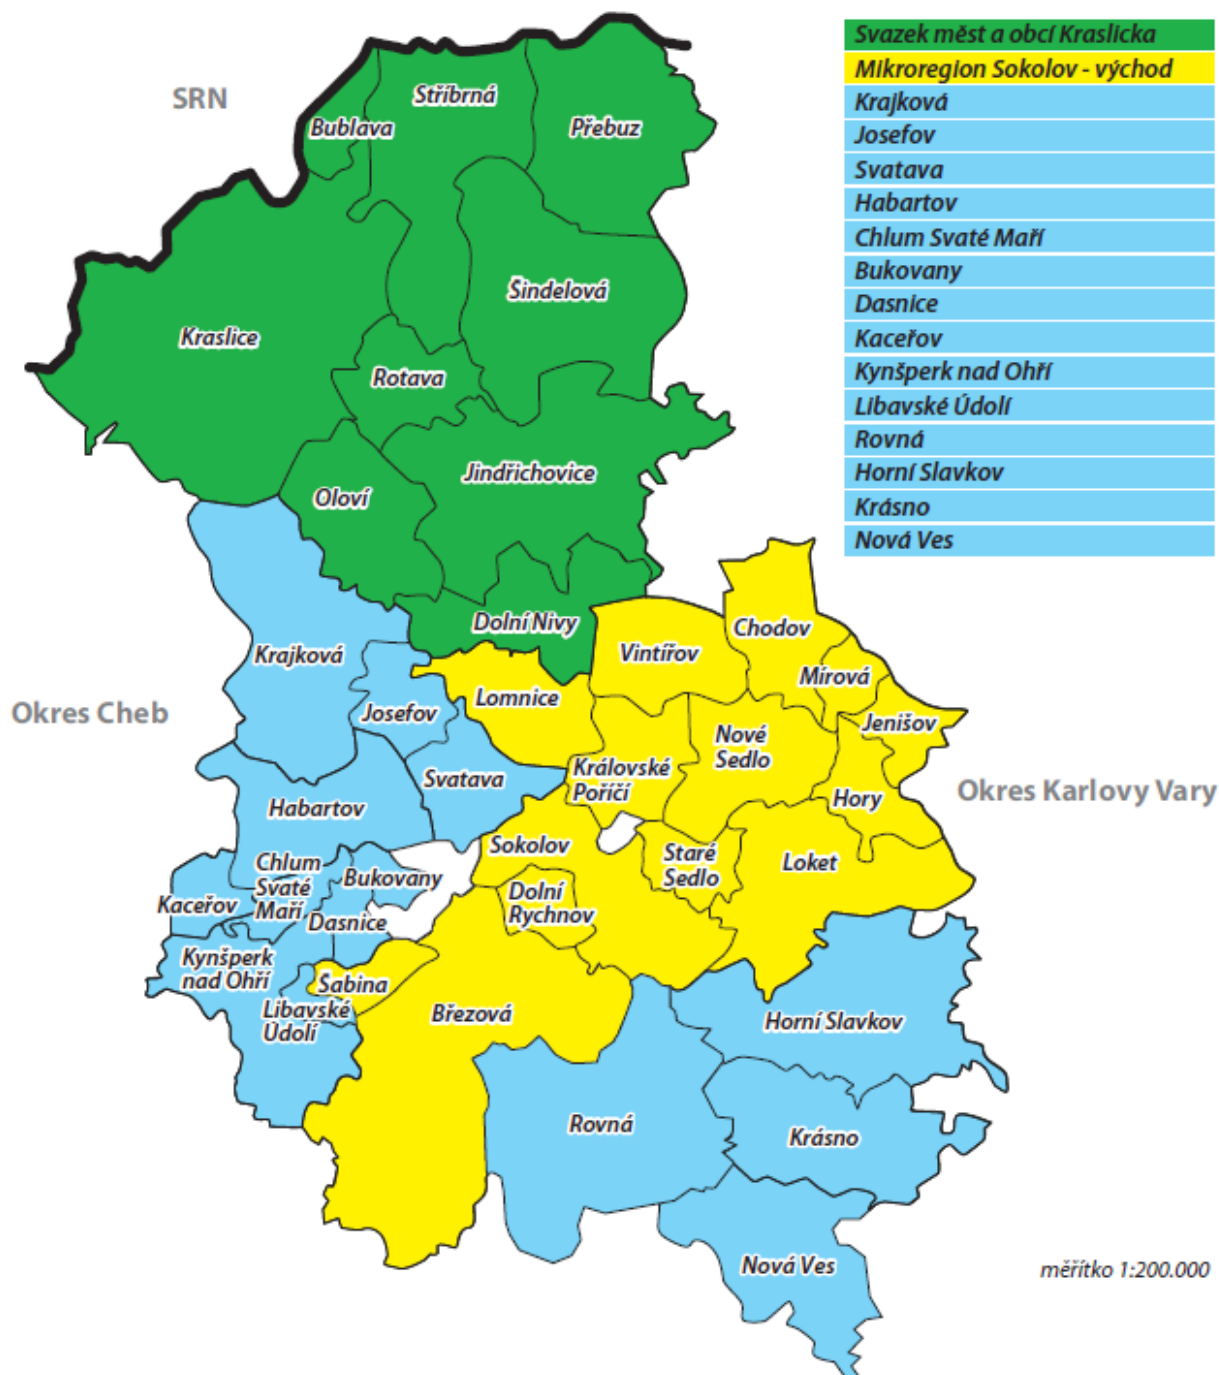 Svazek měst a obcí Kraslicka
Mikroregion Sokolov - východ
Krajková
Josefov
Svatava
Habartov
Chlum Svaté Maří
Bukovany
Dasnice
Kaceřov
Kynšperk nad Ohří
Libavské Údolí
Rovná
Horní Slavkov
Krásno
Nová Ves
SRN
Stříbrná
Bublava
Přebuz
Šindelová
Kraslice
Rotava
Jindřichovice
Oloví
Dolní Nivy
Chodov
Vintířov
Krajková
Mírová
Lomnice
Okres Cheb
Josefov
Jenišov
Nové
Sedlo
Svatava
Královské
Poříčí
Okres Karlovy Vary
Hory
Habartov
Sokolov
Staré
Sedlo
Loket
Chlum
Svaté
Maří
Bukovany
Kaceřov
Dolní
Rychnov
Dasnice
Kynšperk
nad Ohří
Šabina
Libavské
Údolí
Březová
Horní Slavkov
Rovná
Krásno
Nová Ves
měřítko 1:200.000